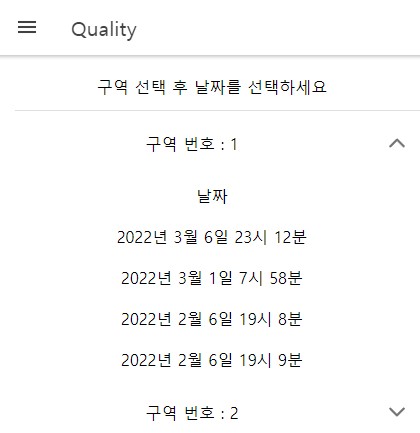 Quality
구역 선택 후 날짜를 선택하세요
구역 번호 : 1
날짜
2022년 3월 6일 23시 12분
2022년 3월 1일 7시 58분
2022년 2월 6일 19시 8분
2022년 2월 6일 19시 9분
구역 번호 : 2